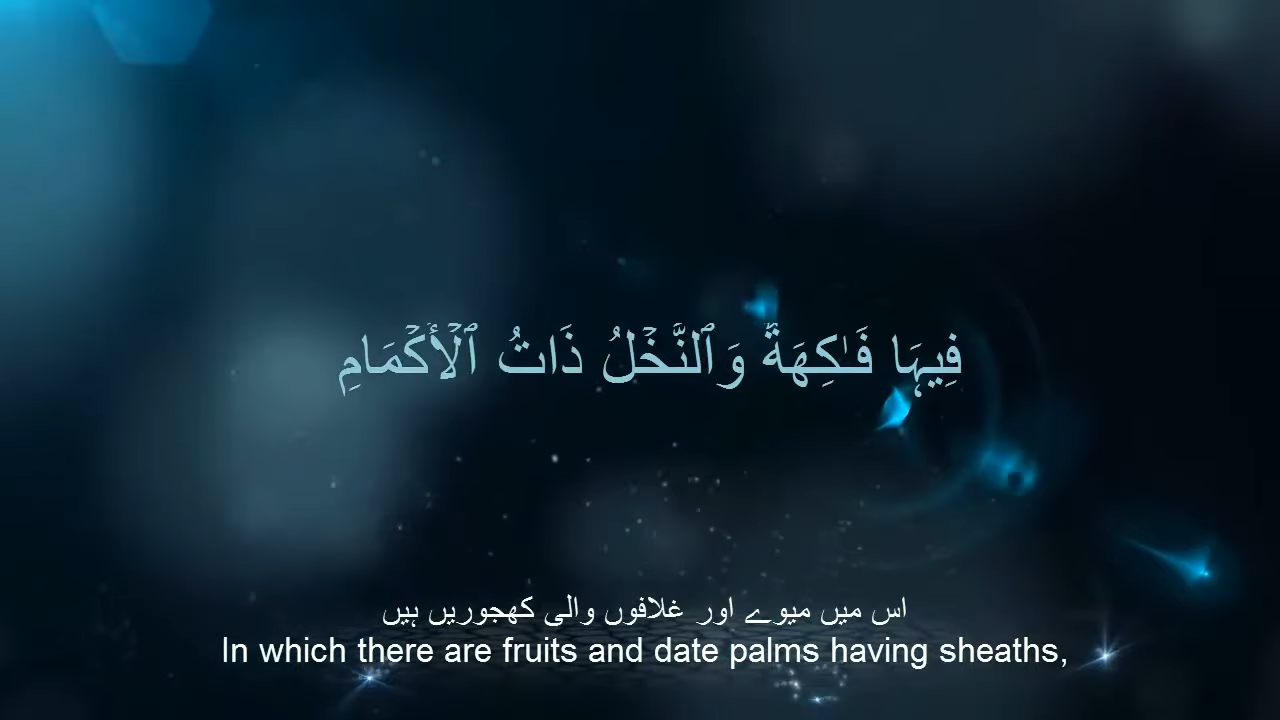 فِيهَا فَـٰكِهَةٌ وَٱلنَّخْلُ ذَاتُ ٱلْأَكْمَامِ
اس میں میوے اور غلافوں والی کھجوریں ہیں
In which there are fruits and date palms having sheaths,